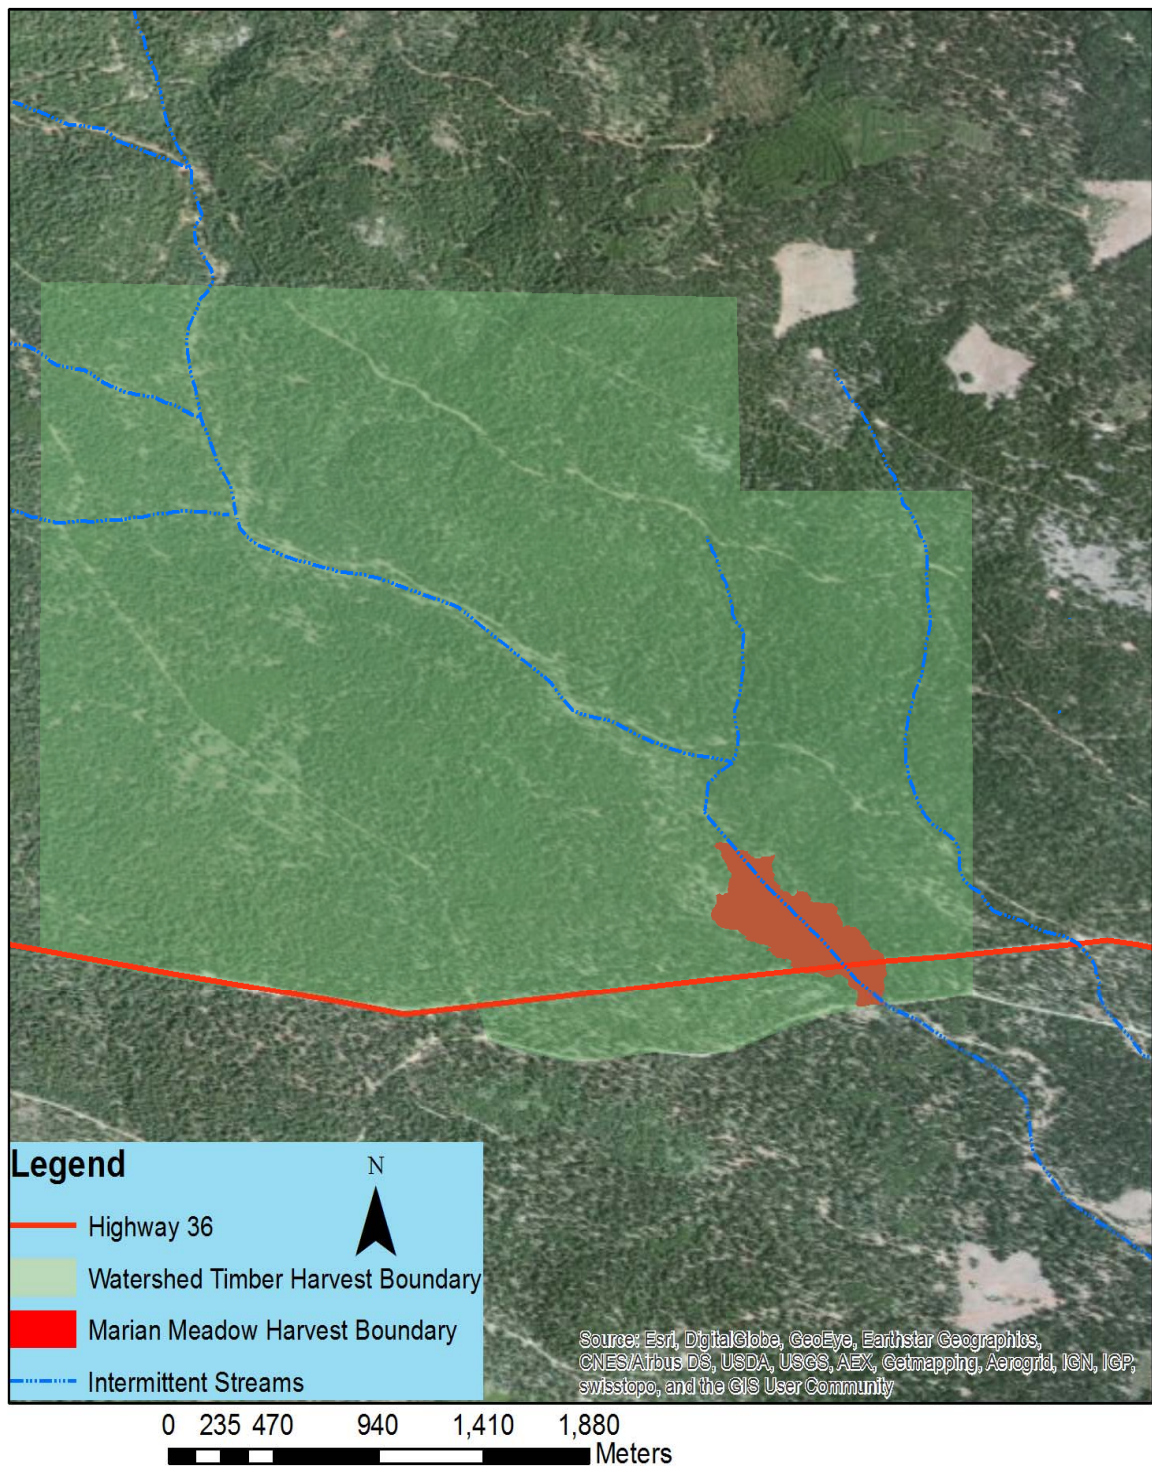 Legend
N
Highway 36
Watershed Timber Harvest Boundary
Marian Meadow Harvest Boundary
Intermittent Streams
Source: Esri, DigitalGlobe, GeoEye, Earthstar Geographics,
CNES/Airbus DS, USDA, USGS, AEX, Getmapping, Aerogrid, IGN, IGP,
swisstopo, and the GIS User Community
0 235 470 940 1,410 1,880
Meters